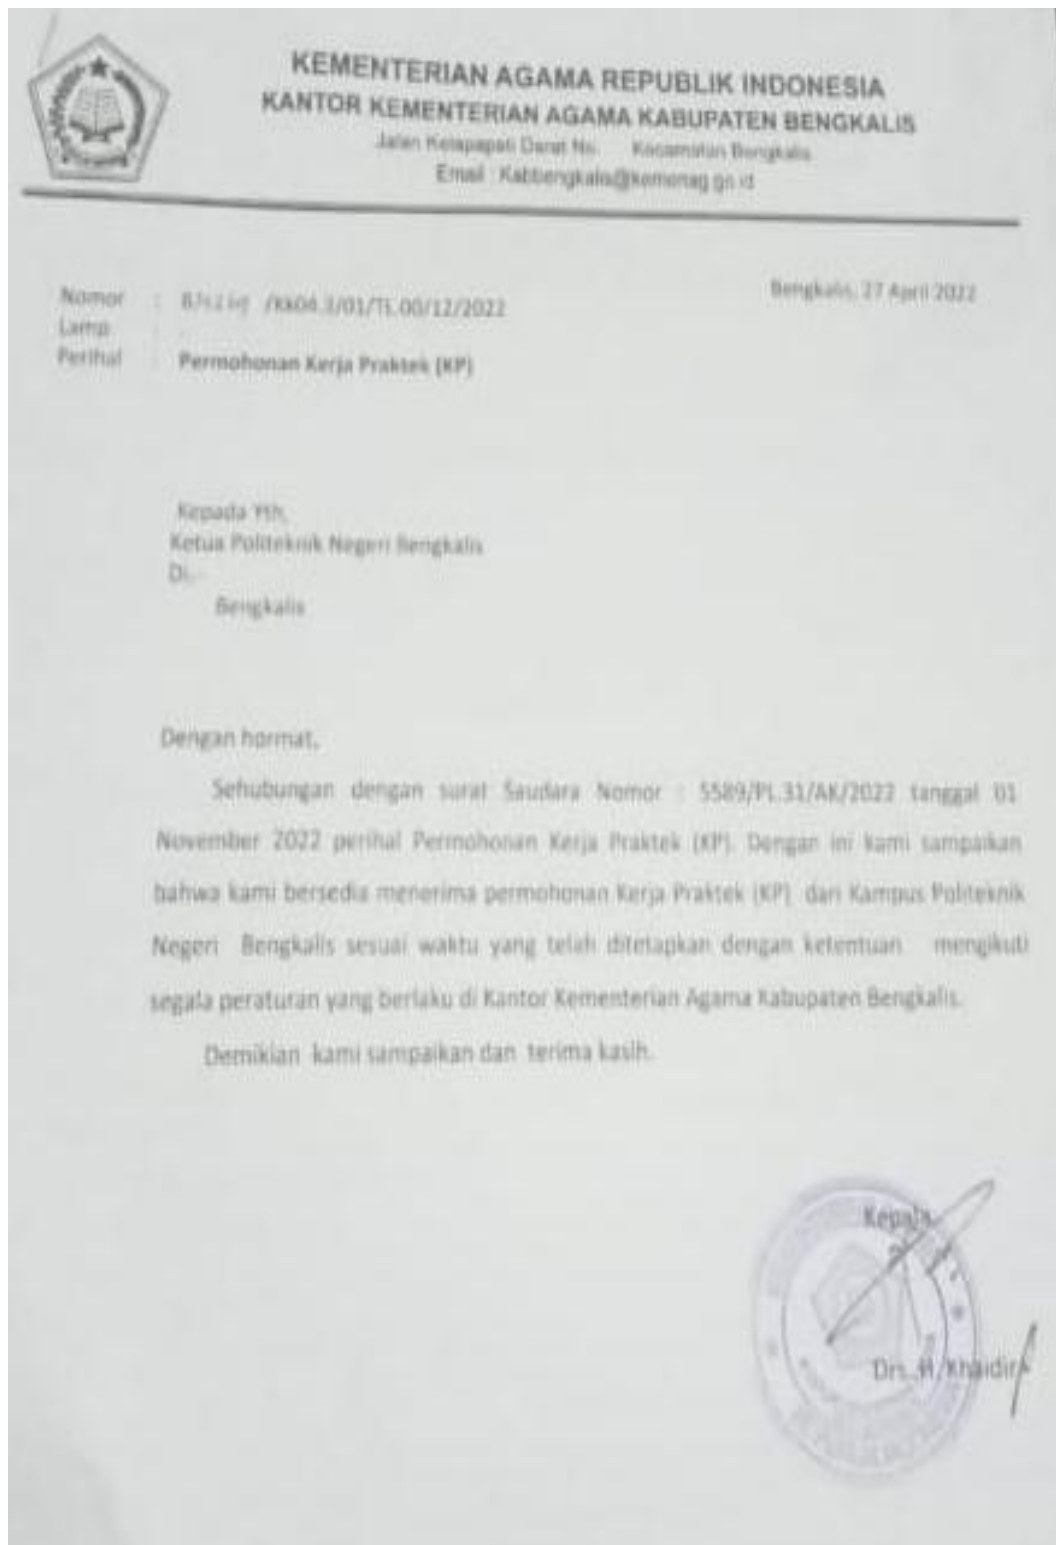 KEMENTERIAN AGAMA REPUBLIK INDONESIA
KANTOR KEMENTERIAN AGAMA KABUPATEN BENGKALIS
Jalan Kelapapati Darat No. Kecamatan Bengkalis
Email : Kabbengkalis@kemenag.go.id
Bengkalis, 27 April 2022
Nomor : /Kk04.3/01/TL.00/12/2022
Lamp :
Perihal : Permohonan Kerja Praktek (KP)
Kepada Yth,
Ketua Politeknik Negeri Bengkalis
Di.-
Bengkalis
Dengan hormat,
Sehubungan dengan surat Saudara Nomor : 5589/PL.31/AK/2022 tanggal 01
November 2022 perihal Permohonan Kerja Praktek (KP). Dengan ini kami sampaikan
bahwa kami bersedia menerima permohonan Kerja Praktek (KP) dari Kampus Politeknik
Negeri Bengkalis sesuai waktu yang telah ditetapkan dengan ketentuan mengikuti
segala peraturan yang berlaku di Kantor Kementerian Agama Kabupaten Bengkalis.
Demikian kami sampaikan dan terima kasih.
Kepala
Drs. H. Khaidir